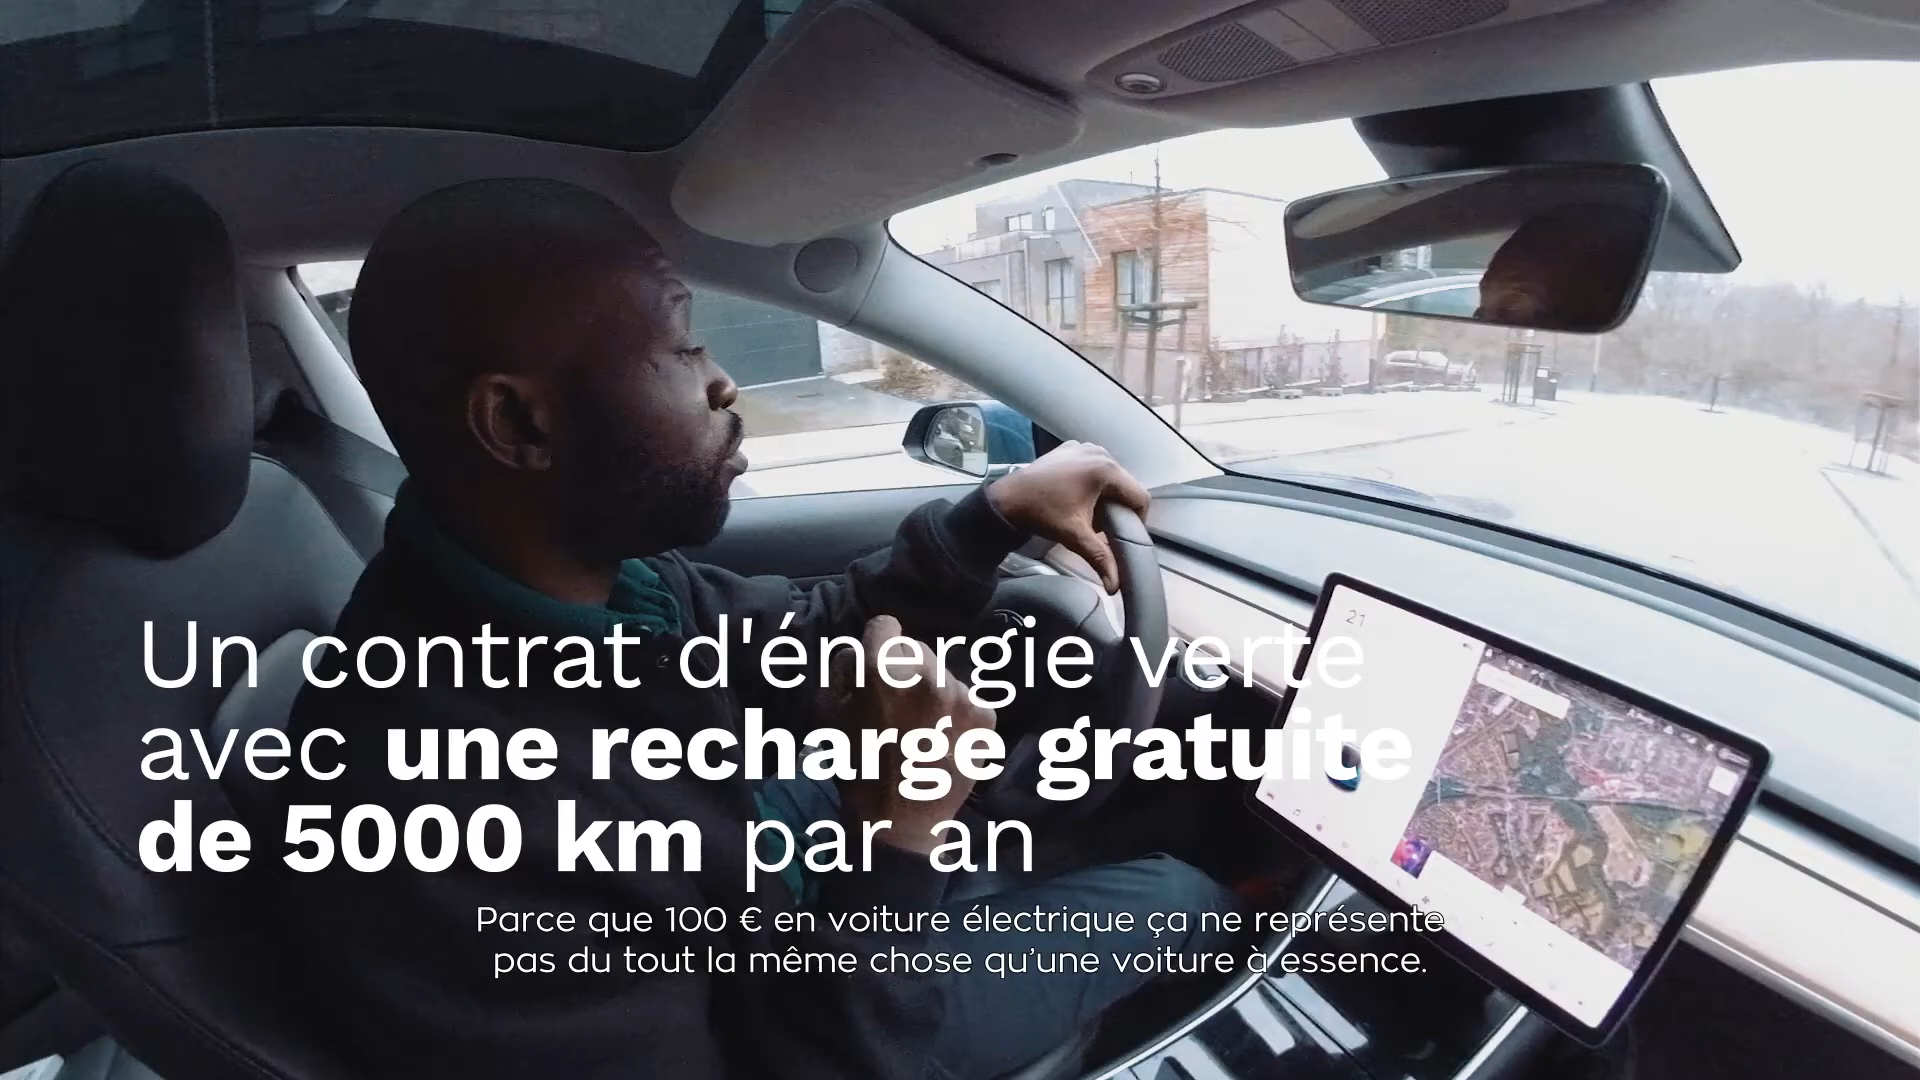 21
Un contrat d'énergie verte
avec une recharge gratuite
de 5000 km par an
Parce que 100 € en voiture électrique ça ne représente
pas du tout la même chose qu’une voiture à essence.